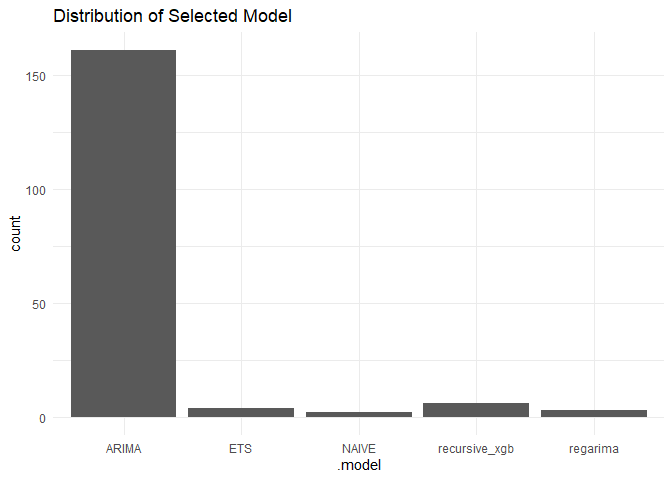 Distribution of Selected Model
150
100
50
0
count
ARIMA ETS NAIVE recursive_xgb regarima
.model